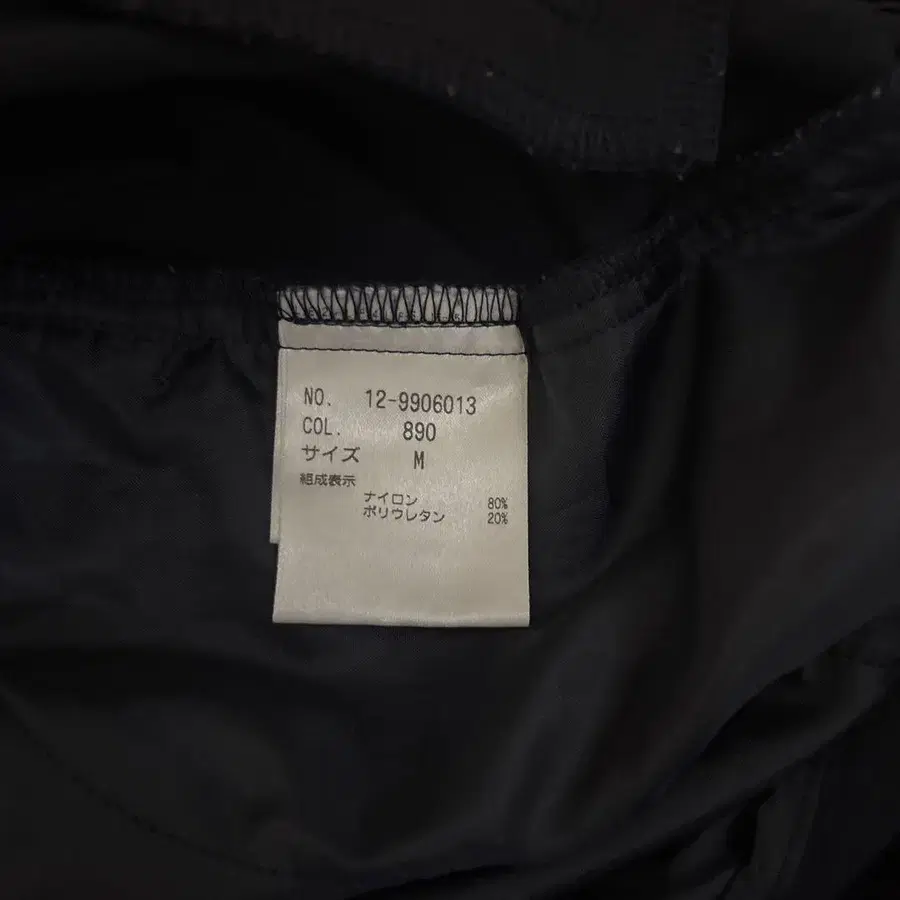 NO. 12-9906013
COL. 890
サイズ M
組成表示
ナイロン 80%
ポリウレタン 20%